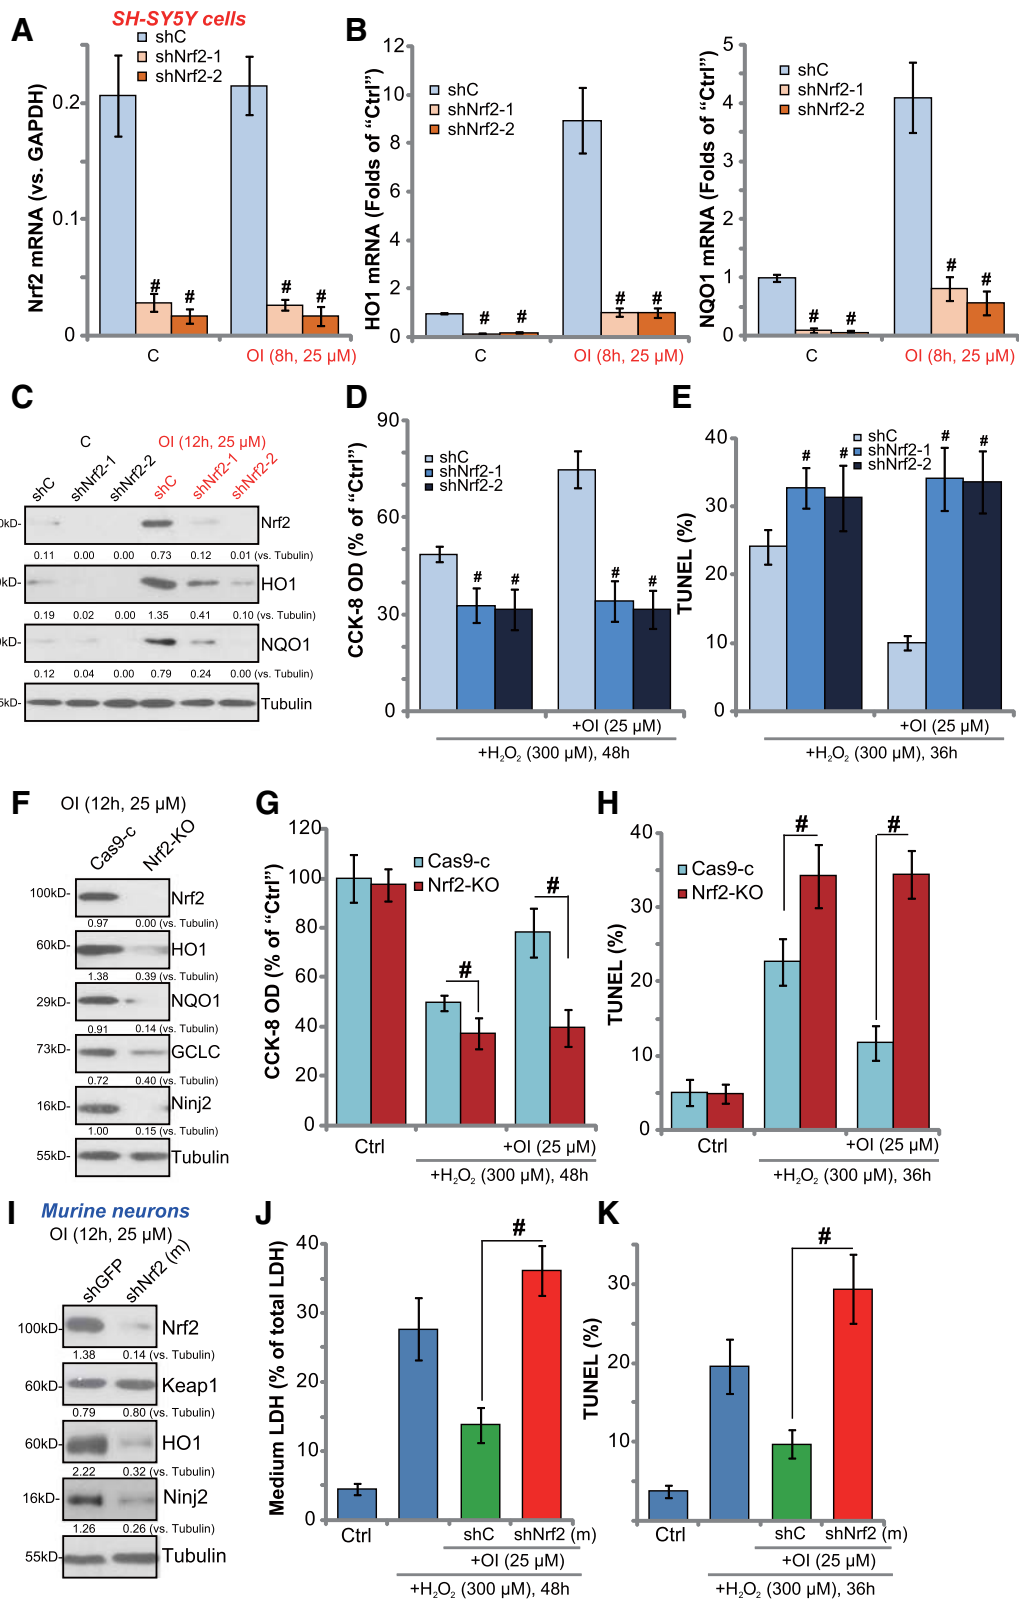 A
SH-SY5Y cells
shC
shNrf2-1
shNrf2-2
Nrf2 mRNA (vs. GAPDH)
0.2
0.1
0
# # # #
C OI (8h, 25 µM)
B
HO1 mRNA (Folds of “Ctrl”)
12
10
8
6
4
2
0
shC
shNrf2-1
shNrf2-2
# # # #
C OI (8h, 25 µM)
NQO1 mRNA (Folds of “Ctrl”)
5
4
3
2
1
0
shC
shNrf2-1
shNrf2-2
# # # #
C OI (8h, 25 µM)
C
C OI (12h, 25 µM)
shC shNrf2-1 shNrf2-2 shC shNrf2-1 shNrf2-2
0kD- Nrf2
0.11 0.00 0.00 0.73 0.12 0.01 (vs. Tubulin)
0kD- HO1
0.19 0.02 0.00 1.35 0.41 0.10 (vs. Tubulin)
0kD- NQO1
0.12 0.04 0.00 0.79 0.24 0.00 (vs. Tubulin)
5kD- Tubulin
D
CCK-8 OD (% of “Ctrl”)
90
60
30
0
shC
shNrf2-1
shNrf2-2
# # # #
+OI (25 µM)
+H2O2 (300 µM), 48h
E
TUNEL (%)
40
30
20
10
0
shC
shNrf2-1
shNrf2-2
# # # #
+OI (25 µM)
+H2O2 (300 µM), 36h
F
OI (12h, 25 µM)
Cas9-c Nrf2-KO
100kD- Nrf2
0.97 0.00 (vs. Tubulin)
60kD- HO1
1.38 0.39 (vs. Tubulin)
29kD- NQO1
0.91 0.14 (vs. Tubulin)
73kD- GCLC
0.72 0.40 (vs. Tubulin)
16kD- Ninj2
1.00 0.15 (vs. Tubulin)
55kD- Tubulin
G
CCK-8 OD (% of “Ctrl”)
120
100
80
60
40
20
0
Cas9-c
Nrf2-KO
# #
Ctrl +OI (25 µM)
+H2O2 (300 µM), 48h
H
TUNEL (%)
40
30
20
10
0
Cas9-c
Nrf2-KO
# #
Ctrl +OI (25 µM)
+H2O2 (300 µM), 36h
I
Murine neurons
OI (12h, 25 µM)
shGFP shNrf2 (m)
100kD- Nrf2
1.38 0.14 (vs. Tubulin)
60kD- Keap1
0.79 0.80 (vs. Tubulin)
60kD- HO1
2.22 0.32 (vs. Tubulin)
16kD- Ninj2
1.26 0.26 (vs. Tubulin)
55kD- Tubulin
J
Medium LDH (% of total LDH)
40
30
20
10
0
#
Ctrl shC shNrf2 (m)
+OI (25 µM)
+H2O2 (300 µM), 48h
K
TUNEL (%)
30
20
10
#
Ctrl shC shNrf2 (m)
+OI (25 µM)
+H2O2 (300 µM), 36h